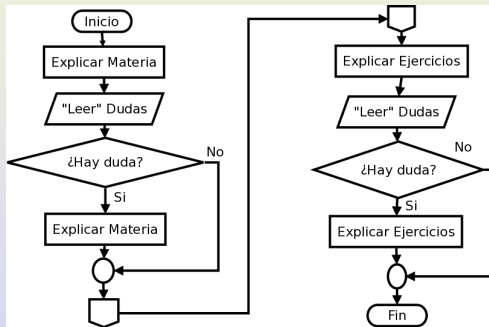 Inicio
Explicar Materia
"Leer" Dudas
¿Hay duda?
No
Si
Explicar Materia
Explicar Ejercicios
"Leer" Dudas
¿Hay duda?
No
Si
Explicar Ejercicios
Fin